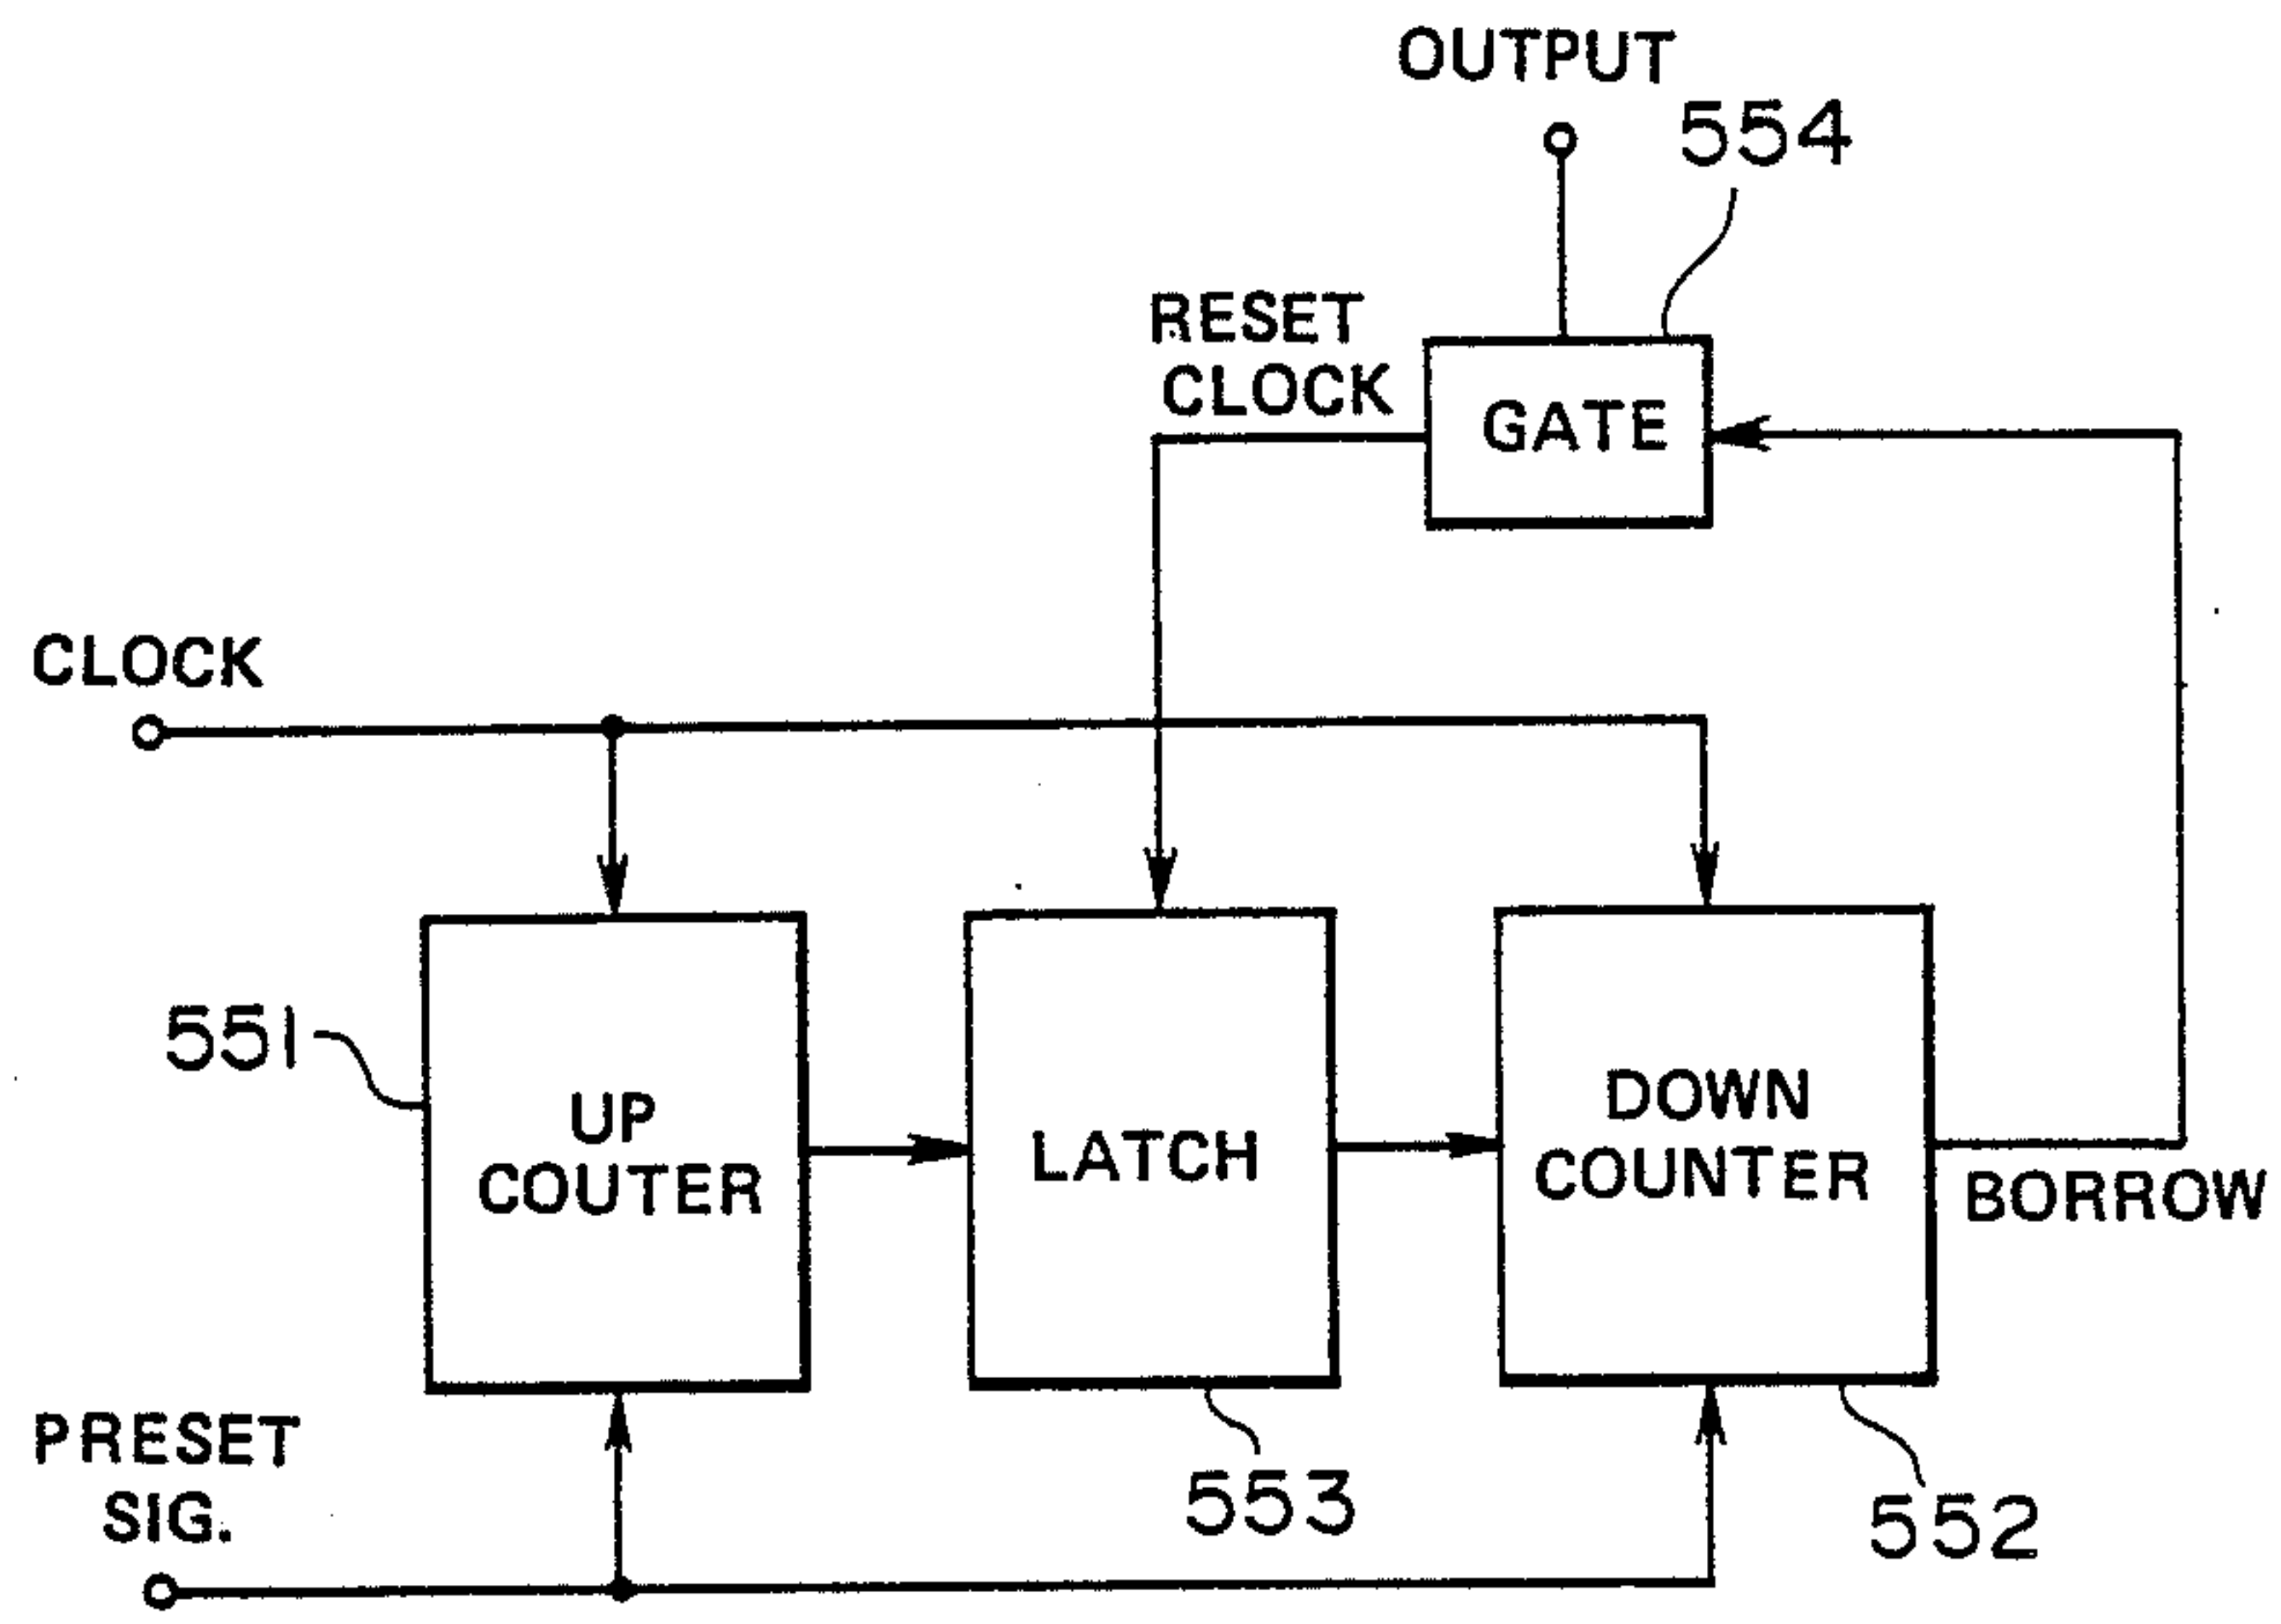 OUTPUT
554
RESET
CLOCK
GATE
CLOCK
551
UP
COUTER
LATCH
DOWN
COUNTER
BORROW
PRESET
SIG.
553
552